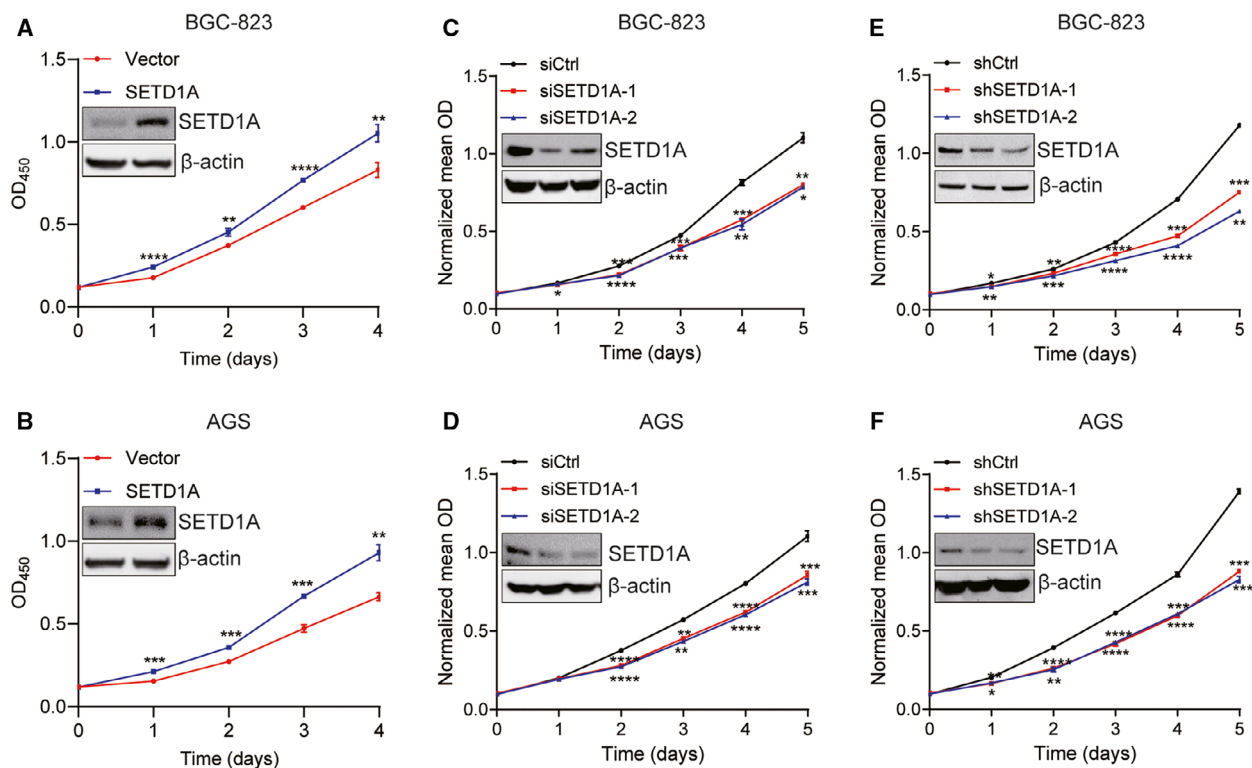 A
BGC-823
1.5
1.0
0.5
0.0
OD450
Vector
SETD1A
SETD1A
β-actin
****
**
****
**
0 1 2 3 4
Time (days)
C
BGC-823
1.5
1.0
0.5
0.0
Normalized mean OD
siCtrl
siSETD1A-1
siSETD1A-2
SETD1A
β-actin
*
***
****
***
***
***
**
**
*
0 1 2 3 4 5
Time (days)
E
BGC-823
1.5
1.0
0.5
0.0
Normalized mean OD
shCtrl
shSETD1A-1
shSETD1A-2
SETD1A
β-actin
*
**
**
***
****
****
***
****
***
**
0 1 2 3 4 5
Time (days)
B
AGS
1.5
1.0
0.5
0.0
OD450
Vector
SETD1A
SETD1A
β-actin
***
***
***
**
0 1 2 3 4
Time (days)
D
AGS
1.5
1.0
0.5
0.0
Normalized mean OD
siCtrl
siSETD1A-1
siSETD1A-2
SETD1A
β-actin
****
****
**
**
****
****
***
***
0 1 2 3 4 5
Time (days)
F
AGS
1.5
1.0
0.5
0.0
Normalized mean OD
shCtrl
shSETD1A-1
shSETD1A-2
SETD1A
β-actin
**
*
****
**
****
****
***
****
***
***
0 1 2 3 4 5
Time (days)